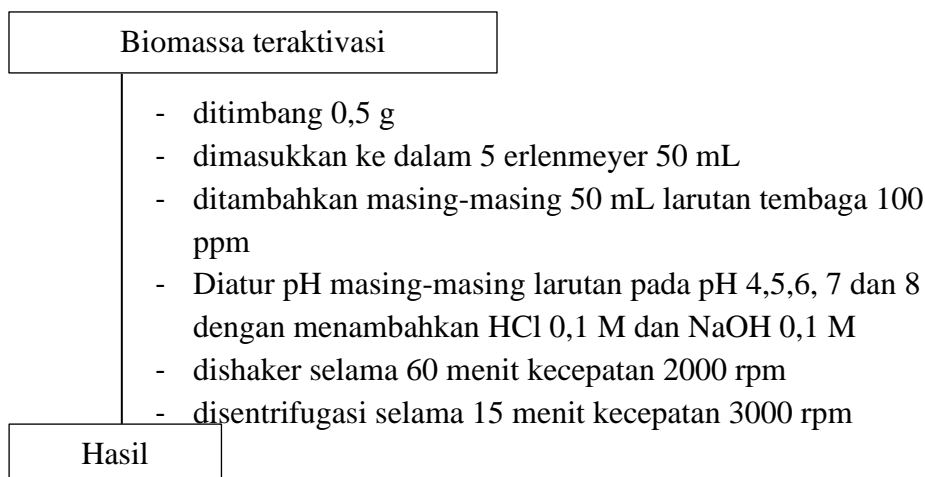 Biomassa teraktivasi
- ditimbang 0,5 g
- dimasukkan ke dalam 5 erlenmeyer 50 mL
- ditambahkan masing-masing 50 mL larutan tembaga 100
ppm
- Diatur pH masing-masing larutan pada pH 4,5,6, 7 dan 8
dengan menambahkan HCl 0,1 M dan NaOH 0,1 M
- dishaker selama 60 menit kecepatan 2000 rpm
- disentrifugasi selama 15 menit kecepatan 3000 rpm
Hasil